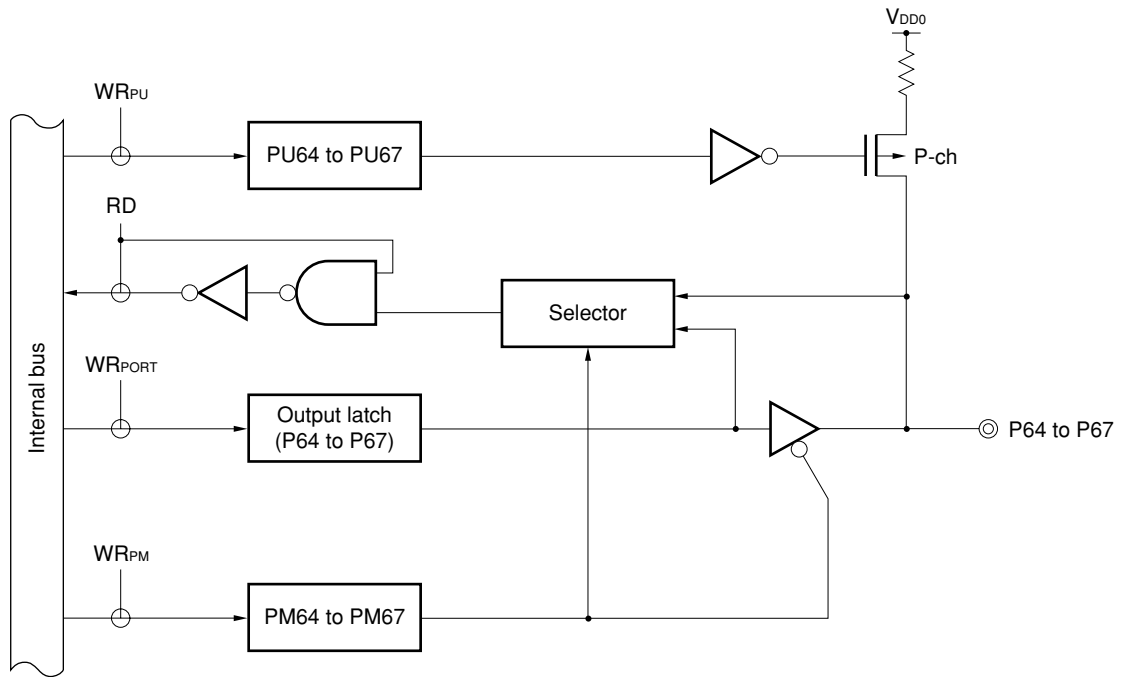 VDD0
WRPU
PU64 to PU67
P-ch
RD
Selector
WRPORT
Internal bus
Output latch
(P64 to P67)
P64 to P67
WRPM
PM64 to PM67